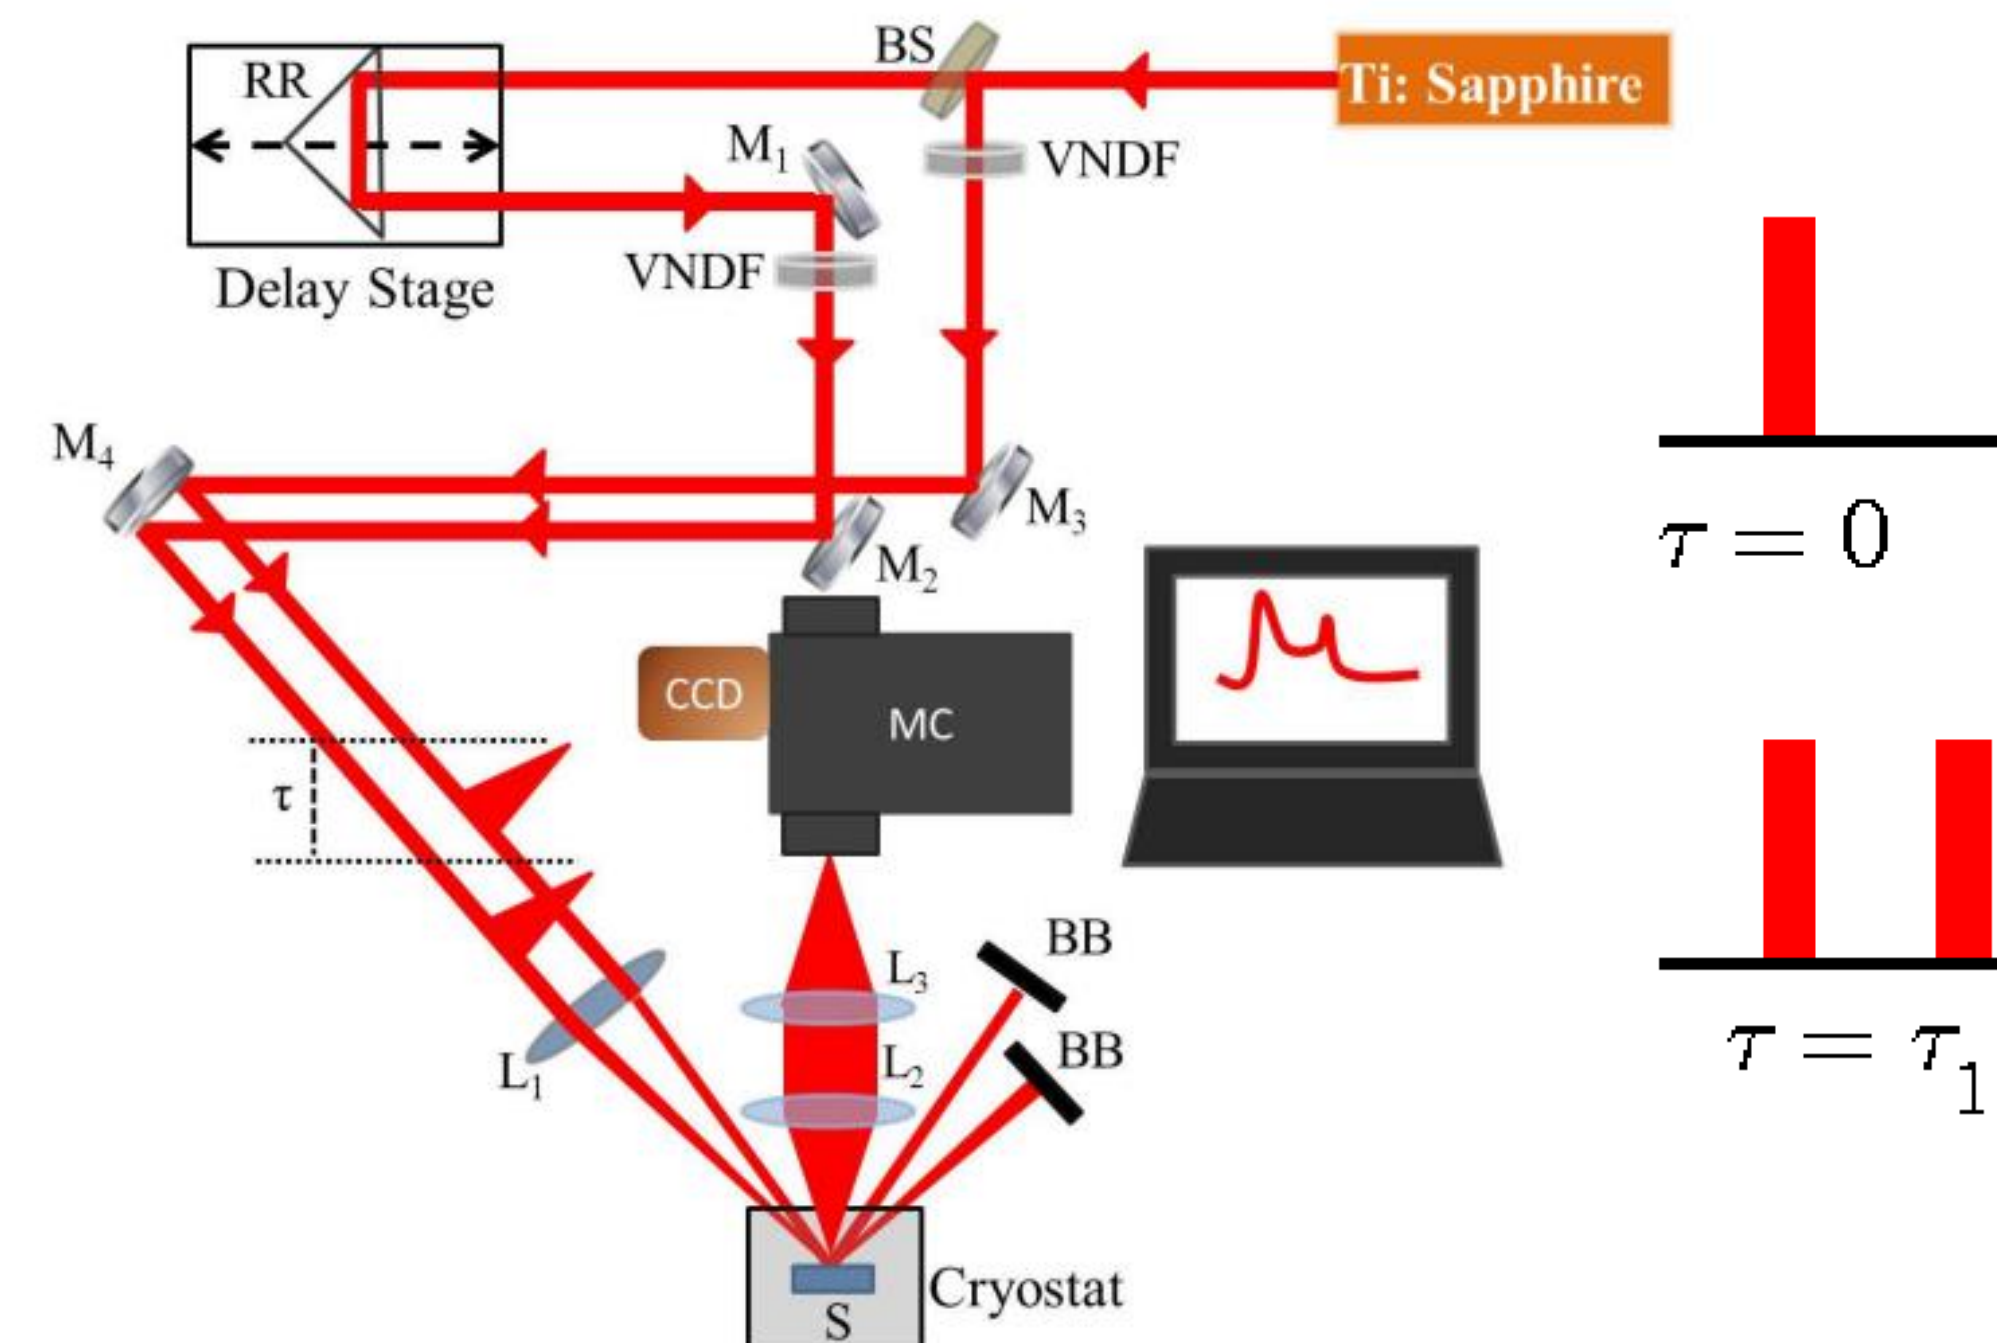 BS
Ti: Sapphire
RR
M₁
VNDF
VNDF
Delay Stage
M₄
M₃
M₂
τ = 0
CCD
MC
τ
BB
L₃
BB
L₂
L₁
τ = τ₁
Cryostat
S